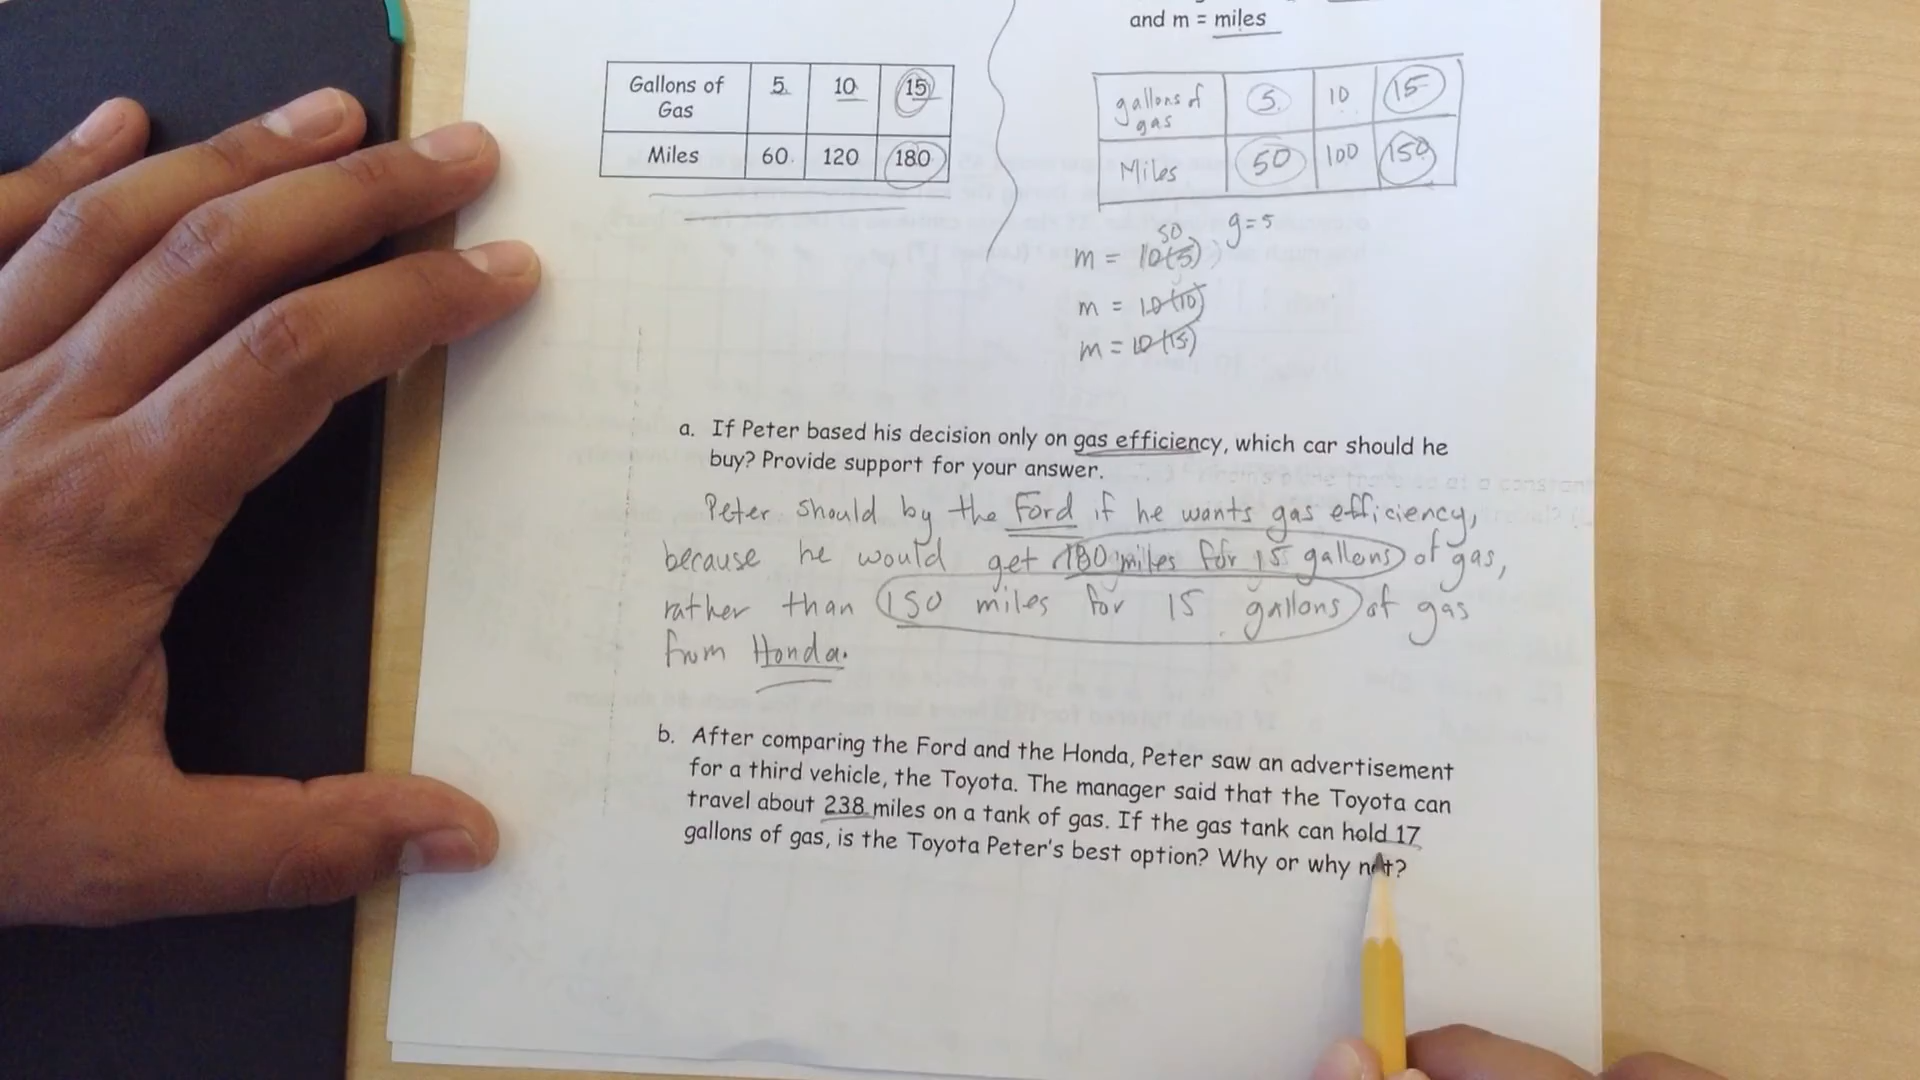 and m = miles
Gallons of Gas 5 10 15
Miles 60 120 180
gallons of gas 5 10 15
Miles 50 100 150
g = 5
50
m = 10(5)
m = 10(10)
m = 10(15)
a. If Peter based his decision only on gas efficiency, which car should he
buy? Provide support for your answer.
Peter should by the Ford if he wants gas efficiency,
because he would get 180 miles for 15 gallons of gas,
rather than 150 miles for 15 gallons of gas
from Honda.
b. After comparing the Ford and the Honda, Peter saw an advertisement
for a third vehicle, the Toyota. The manager said that the Toyota can
travel about 238 miles on a tank of gas. If the gas tank can hold 17
gallons of gas, is the Toyota Peter's best option? Why or why not?